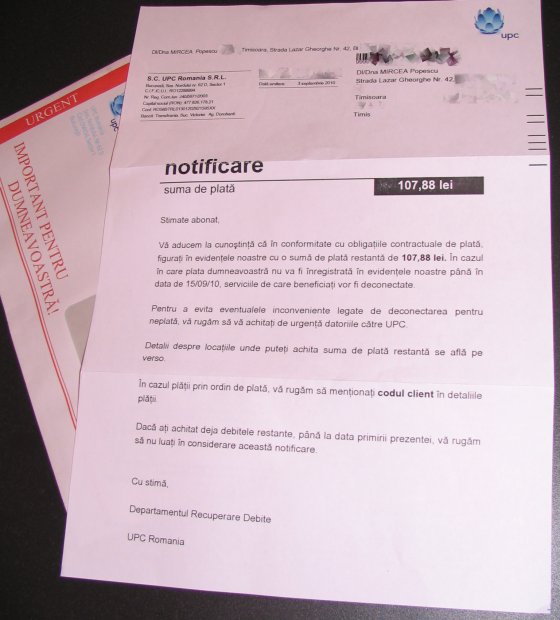 upc
DI/Dna MIRCEA Popescu Timisoara, Strada Lazar Gheorghe Nr. 42,
DI/Dna MIRCEA Popescu
Strada Lazar Gheorghe Nr. 42,
Timisoara
Timis
S.C. UPC Romania S.R.L.
Data emitere: 3 septembrie 2010
URGENT
IMPORTANT PENTRU
DUMNEAVOASTRĂ!
notificare
suma de plată 107,88 lei
Stimate abonat,
Vă aducem la cunoştinţă că în conformitate cu obligaţiile contractuale de plată,
figuraţi în evidenţele noastre cu o sumă de plată restantă de 107,88 lei. În cazul
în care plata dumneavoastră nu va fi înregistrată în evidenţele noastre până în
data de 15/09/10, serviciile de care beneficiaţi vor fi deconectate.
Pentru a evita eventualele inconveniente legate de deconectarea pentru
neplată, vă rugăm să vă achitaţi de urgenţă datoriile către UPC.
Detalii despre locaţiile unde puteţi achita suma de plată restantă se află pe
verso.
În cazul plăţii prin ordin de plată, vă rugăm să menţionaţi codul client în detaliile
plăţii.
Dacă aţi achitat deja debitele restante, până la data primirii prezentei, vă rugăm
să nu luaţi în considerare această notificare.
Cu stimă,
Departamentul Recuperare Debite
UPC Romania